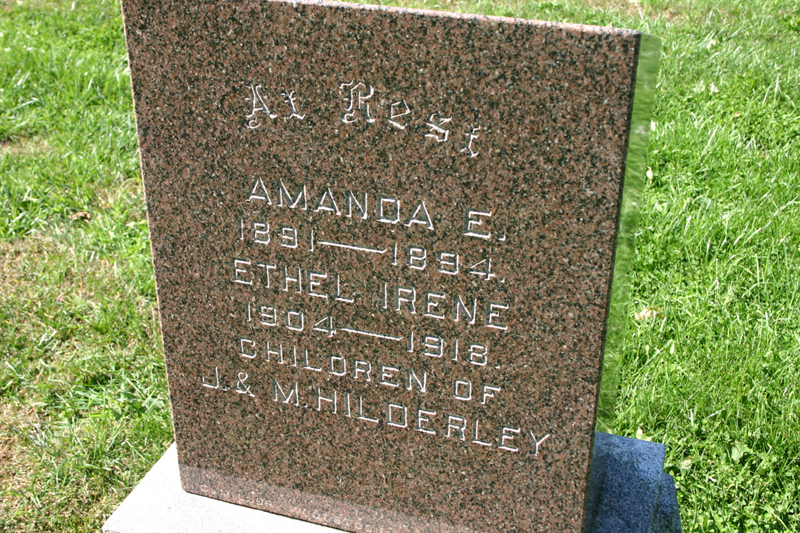 At Rest
AMANDA E.
1891—1894.
ETHEL IRENE
1904—1918.
CHILDREN OF
J. & M. HILDERLEY